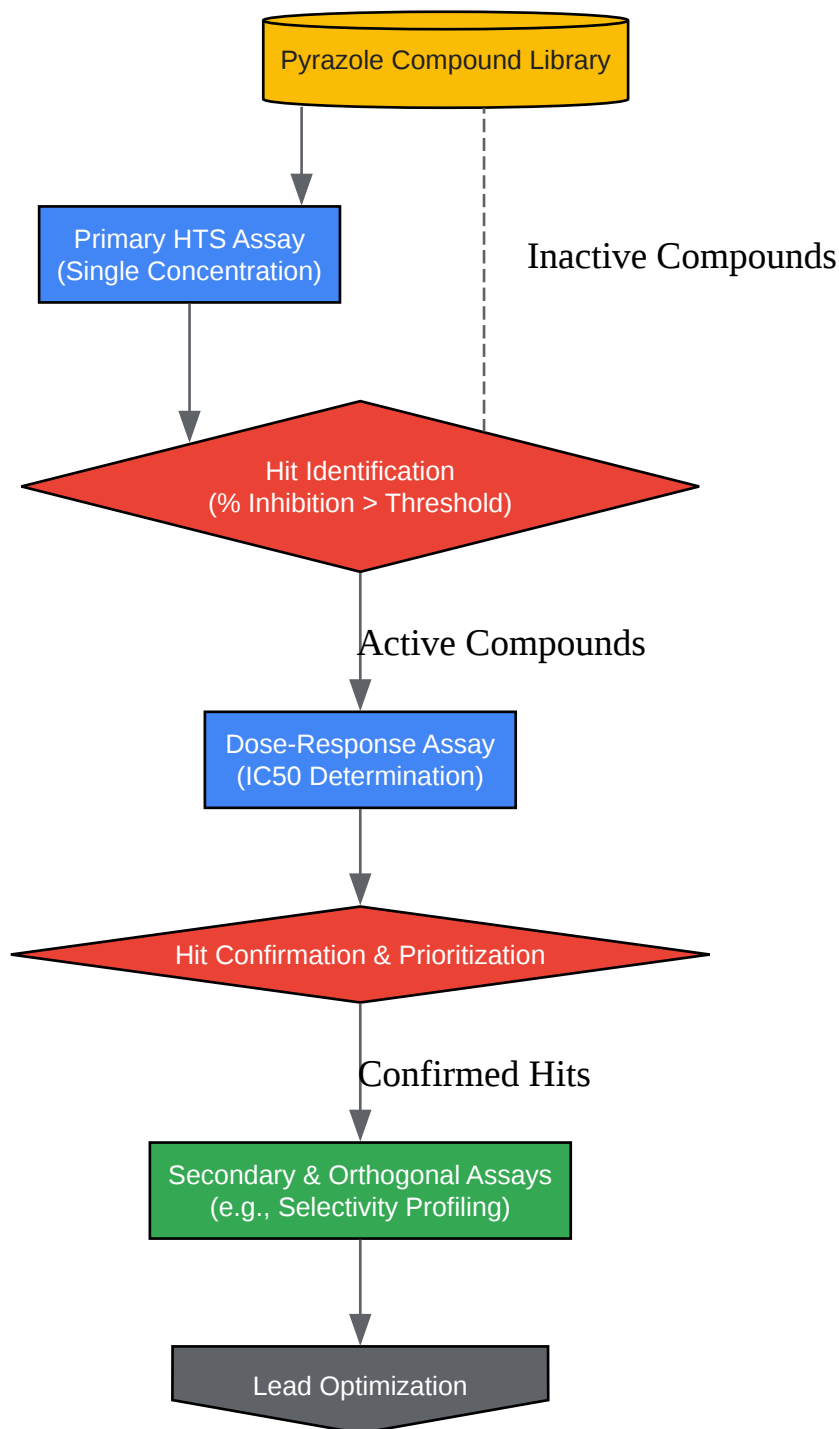 Pyrazole Compound Library
Primary HTS Assay
(Single Concentration)
Inactive Compounds
Hit Identification
(% Inhibition > Threshold)
Active Compounds
Dose-Response Assay
(IC50 Determination)
Hit Confirmation & Prioritization
Confirmed Hits
Secondary & Orthogonal Assays
(e.g., Selectivity Profiling)
Lead Optimization